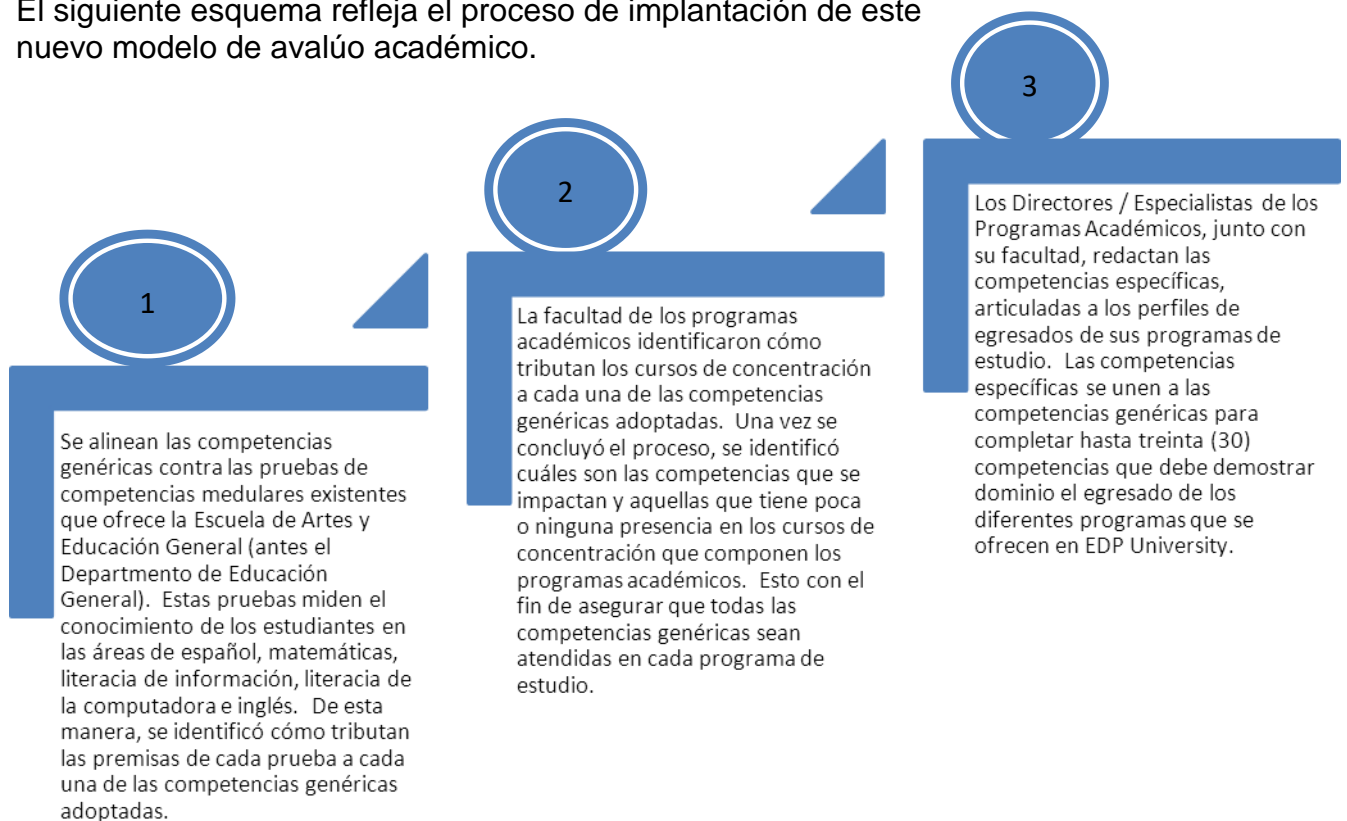 El siguiente esquema refleja el proceso de implantación de este
nuevo modelo de avalúo académico.
1
Se alinean las competencias
genéricas contra las pruebas de
competencias medulares existentes
que ofrece la Escuela de Artes y
Educación General (antes el
Departmento de Educación
General). Estas pruebas miden el
conocimiento de los estudiantes en
las áreas de español, matemáticas,
literacia de información, literacia de
la computadora e inglés. De esta
manera, se identificó cómo tributan
las premisas de cada prueba a cada
una de las competencias genéricas
adoptadas.
2
La facultad de los programas
académicos identificaron cómo
tributan los cursos de concentración
a cada una de las competencias
genéricas adoptadas. Una vez se
concluyó el proceso, se identificó
cuáles son las competencias que se
impactan y aquellas que tiene poca
o ninguna presencia en los cursos de
concentración que componen los
programas académicos. Esto con el
fin de asegurar que todas las
competencias genéricas sean
atendidas en cada programa de
estudio.
3
Los Directores / Especialistas de los
Programas Académicos, junto con
su facultad, redactan las
competencias específicas,
articuladas a los perfiles de
egresados de sus programas de
estudio. Las competencias
específicas se unen a las
competencias genéricas para
completar hasta treinta (30)
competencias que debe demostrar
dominio el egresado de los
diferentes programas que se
ofrecen en EDP University.